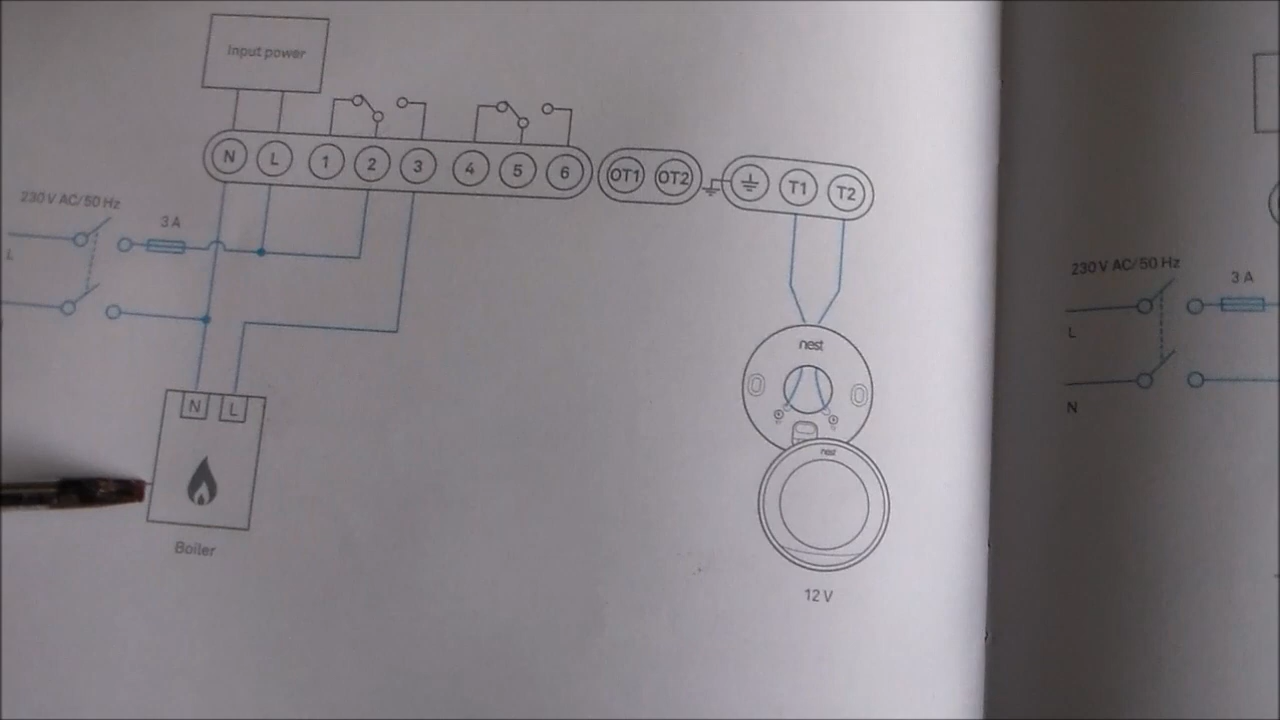 Input power
N L 1 2 3 4 5 6 OT1 OT2 T1 T2
230 V AC/50 Hz
3 A
L
nest
N L
nest
Boiler
12 V
230 V AC/50 Hz
3 A
L
N